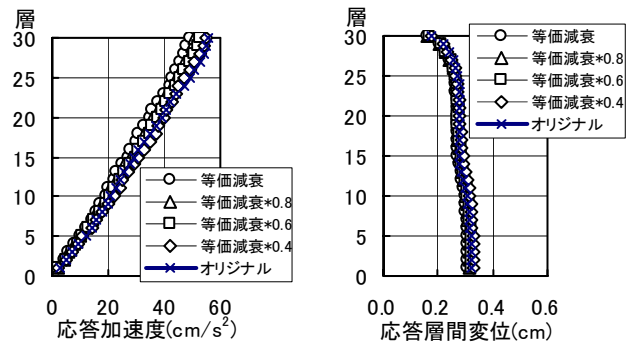 層
30
25
20
15
10
5
0
0 20 40 60
応答加速度(cm/s²)
等価減衰
等価減衰*0.8
等価減衰*0.6
等価減衰*0.4
オリジナル
層
30
25
20
15
10
5
0
0.0 0.2 0.4 0.6
応答層間変位(cm)
等価減衰
等価減衰*0.8
等価減衰*0.6
等価減衰*0.4
オリジナル